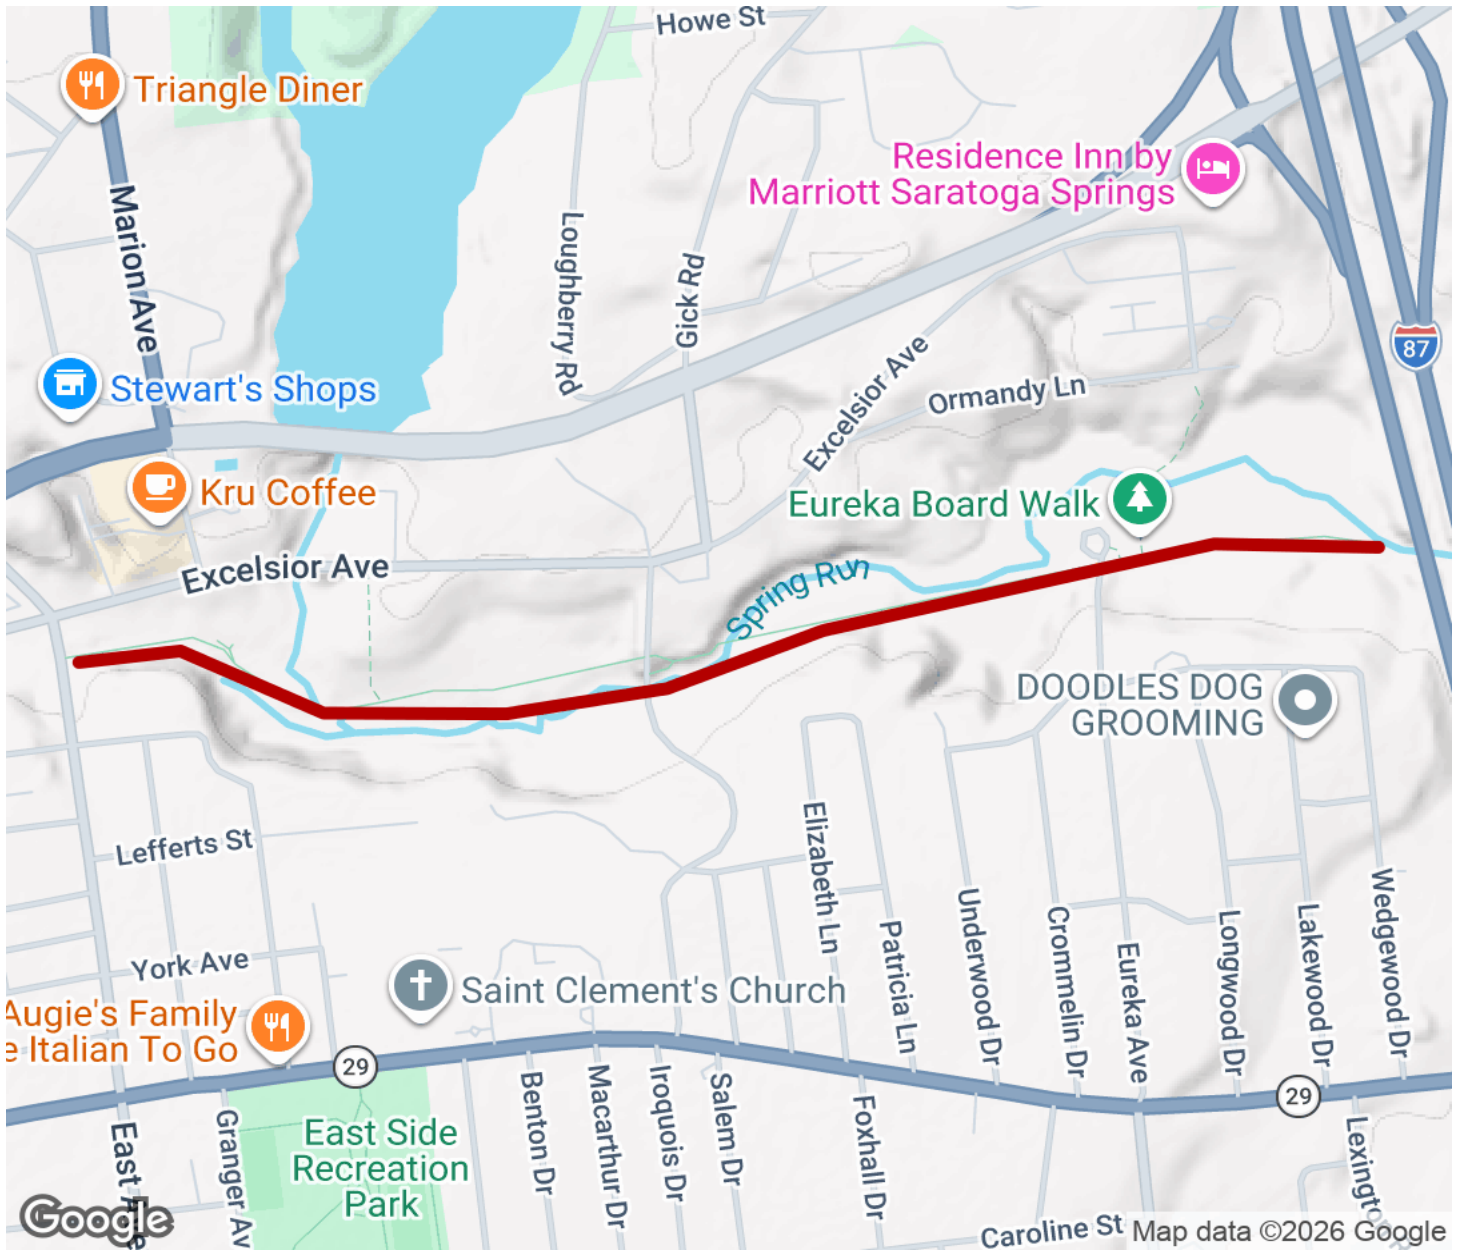 Howe St
Triangle Diner
Residence Inn by
Marriott Saratoga Springs
Marion Ave
Loughberry Rd
Gick Rd
87
Stewart's Shops
Excelsior Ave
Ormandy Ln
Kru Coffee
Eureka Board Walk
Excelsior Ave
Spring Run
DOODLES DOG
GROOMING
Lefferts St
Elizabeth Ln
Patricia Ln
Underwood Dr
Crommelin Dr
Eureka Ave
Longwood Dr
Lakewood Dr
Wedgewood Dr
York Ave
Saint Clement's Church
Augie's Family
e Italian To Go
29
29
East Side
Recreation
Park
East Ave
Granger Av
Benton Dr
Macarthur Dr
Iroquois Dr
Salem Dr
Foxhall Dr
Lexington
Caroline St
Google
Map data ©2026 Google